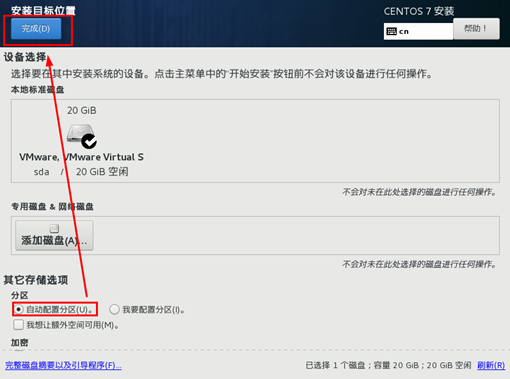 安装目标位置
CENTOS 7 安装
完成(D)
cn
帮助！
设备选择
选择要在其中安装系统的设备。点击主菜单中的"开始安装"按钮前不会对该设备进行任何操作。
本地标准磁盘
20 GiB
VMware, VMware Virtual S
sda / 20 GiB 空闲
不会对未在此处选择的磁盘进行任何操作。
专用磁盘 & 网络磁盘
添加磁盘(A)...
不会对未在此处选择的磁盘进行任何操作。
其它存储选项
分区
自动配置分区(U)。
我要配置分区(I)。
我想让额外空间可用(M)。
加密
完整磁盘摘要以及引导程序(F)...
已选择 1 个磁盘；容量 20 GiB；20 GiB 空闲
刷新(R)